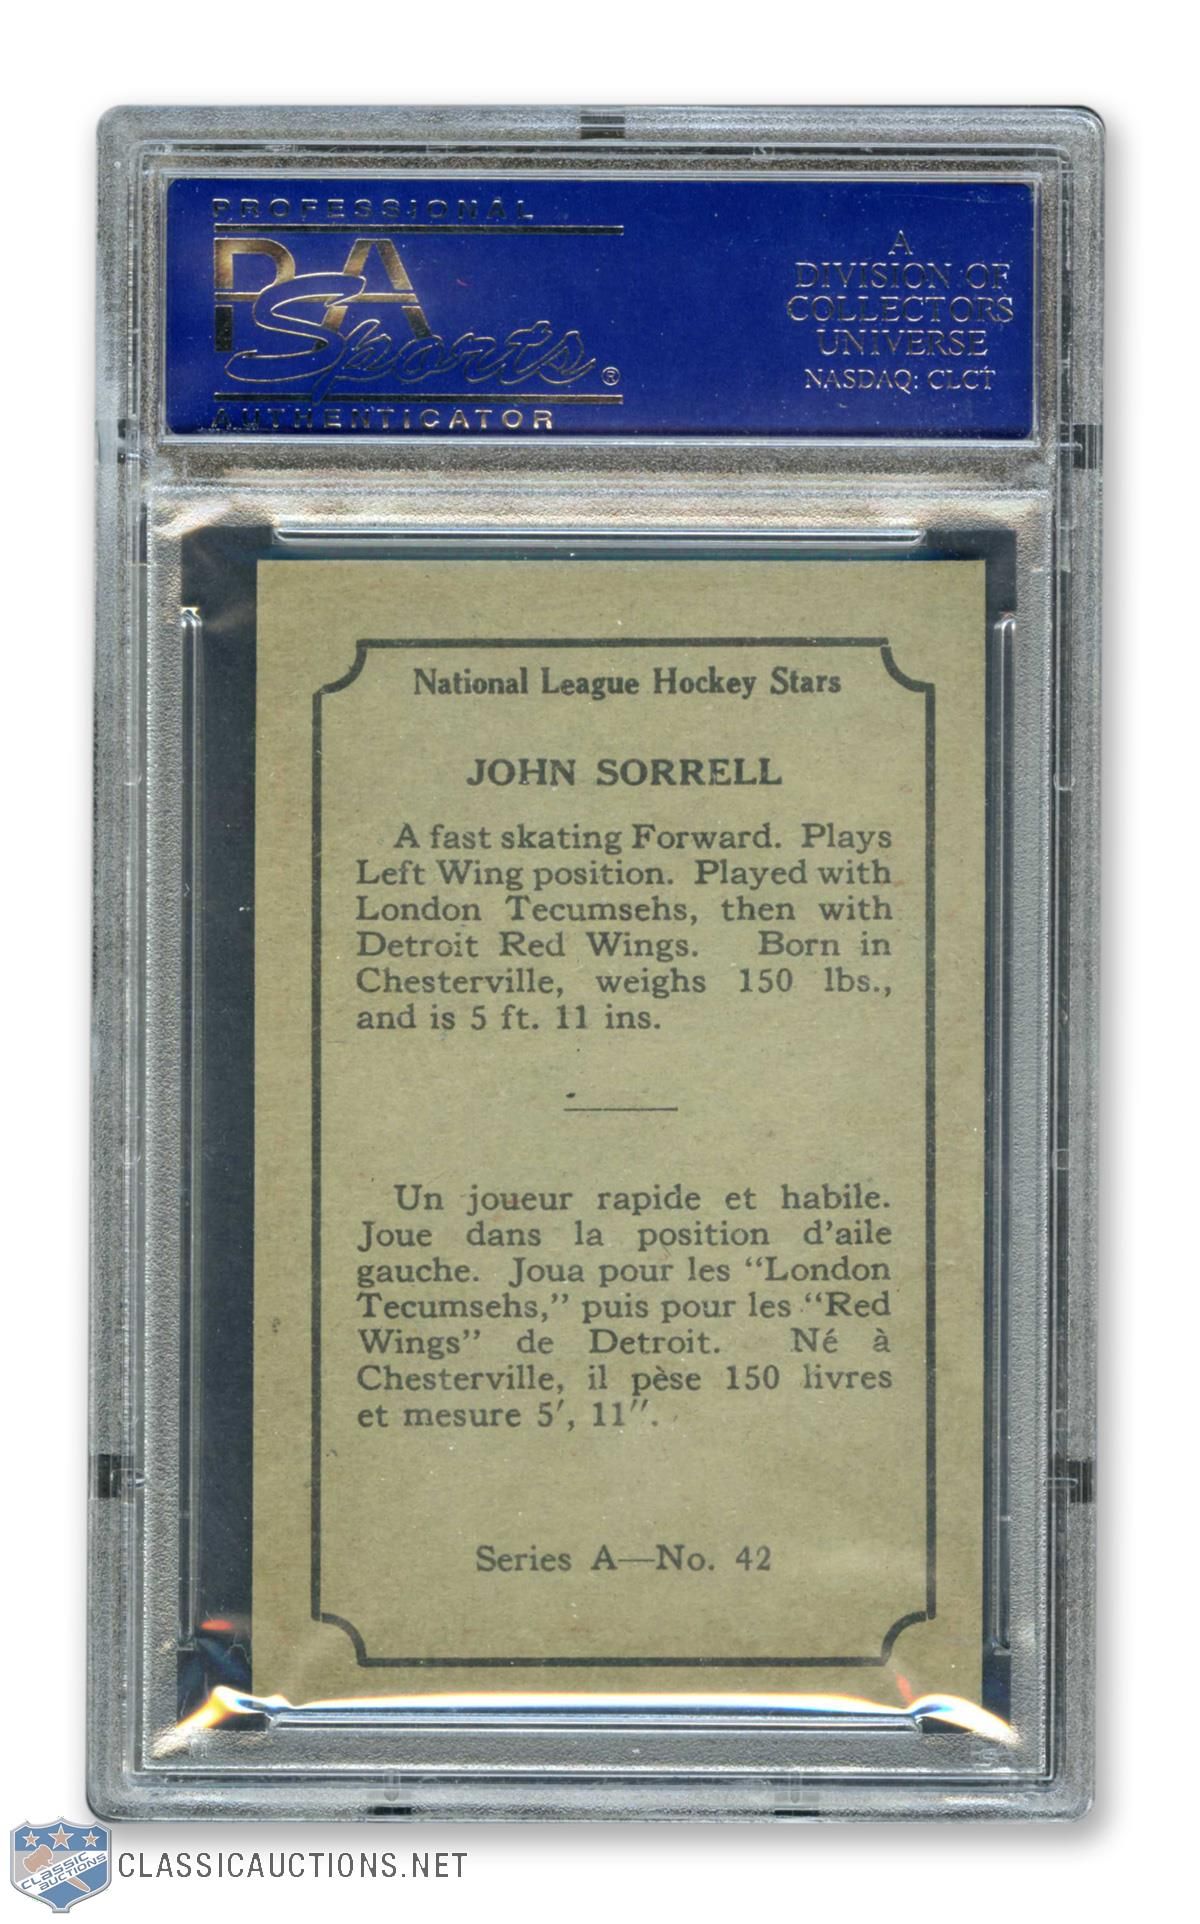 PROFESSIONAL
PSA
Sports®
AUTHENTICATOR
A
DIVISION OF
COLLECTORS
UNIVERSE
NASDAQ: CLCT
National League Hockey Stars
JOHN SORRELL
A fast skating Forward. Plays
Left Wing position. Played with
London Tecumsehs, then with
Detroit Red Wings. Born in
Chesterville, weighs 150 lbs.,
and is 5 ft. 11 ins.
Un joueur rapide et habile.
Joue dans la position d'aile
gauche. Joua pour les "London
Tecumsehs," puis pour les "Red
Wings" de Detroit. Né à
Chesterville, il pèse 150 livres
et mesure 5', 11".
Series A—No. 42
CLASSIC
AUCTIONS
CLASSICAUCTIONS.NET